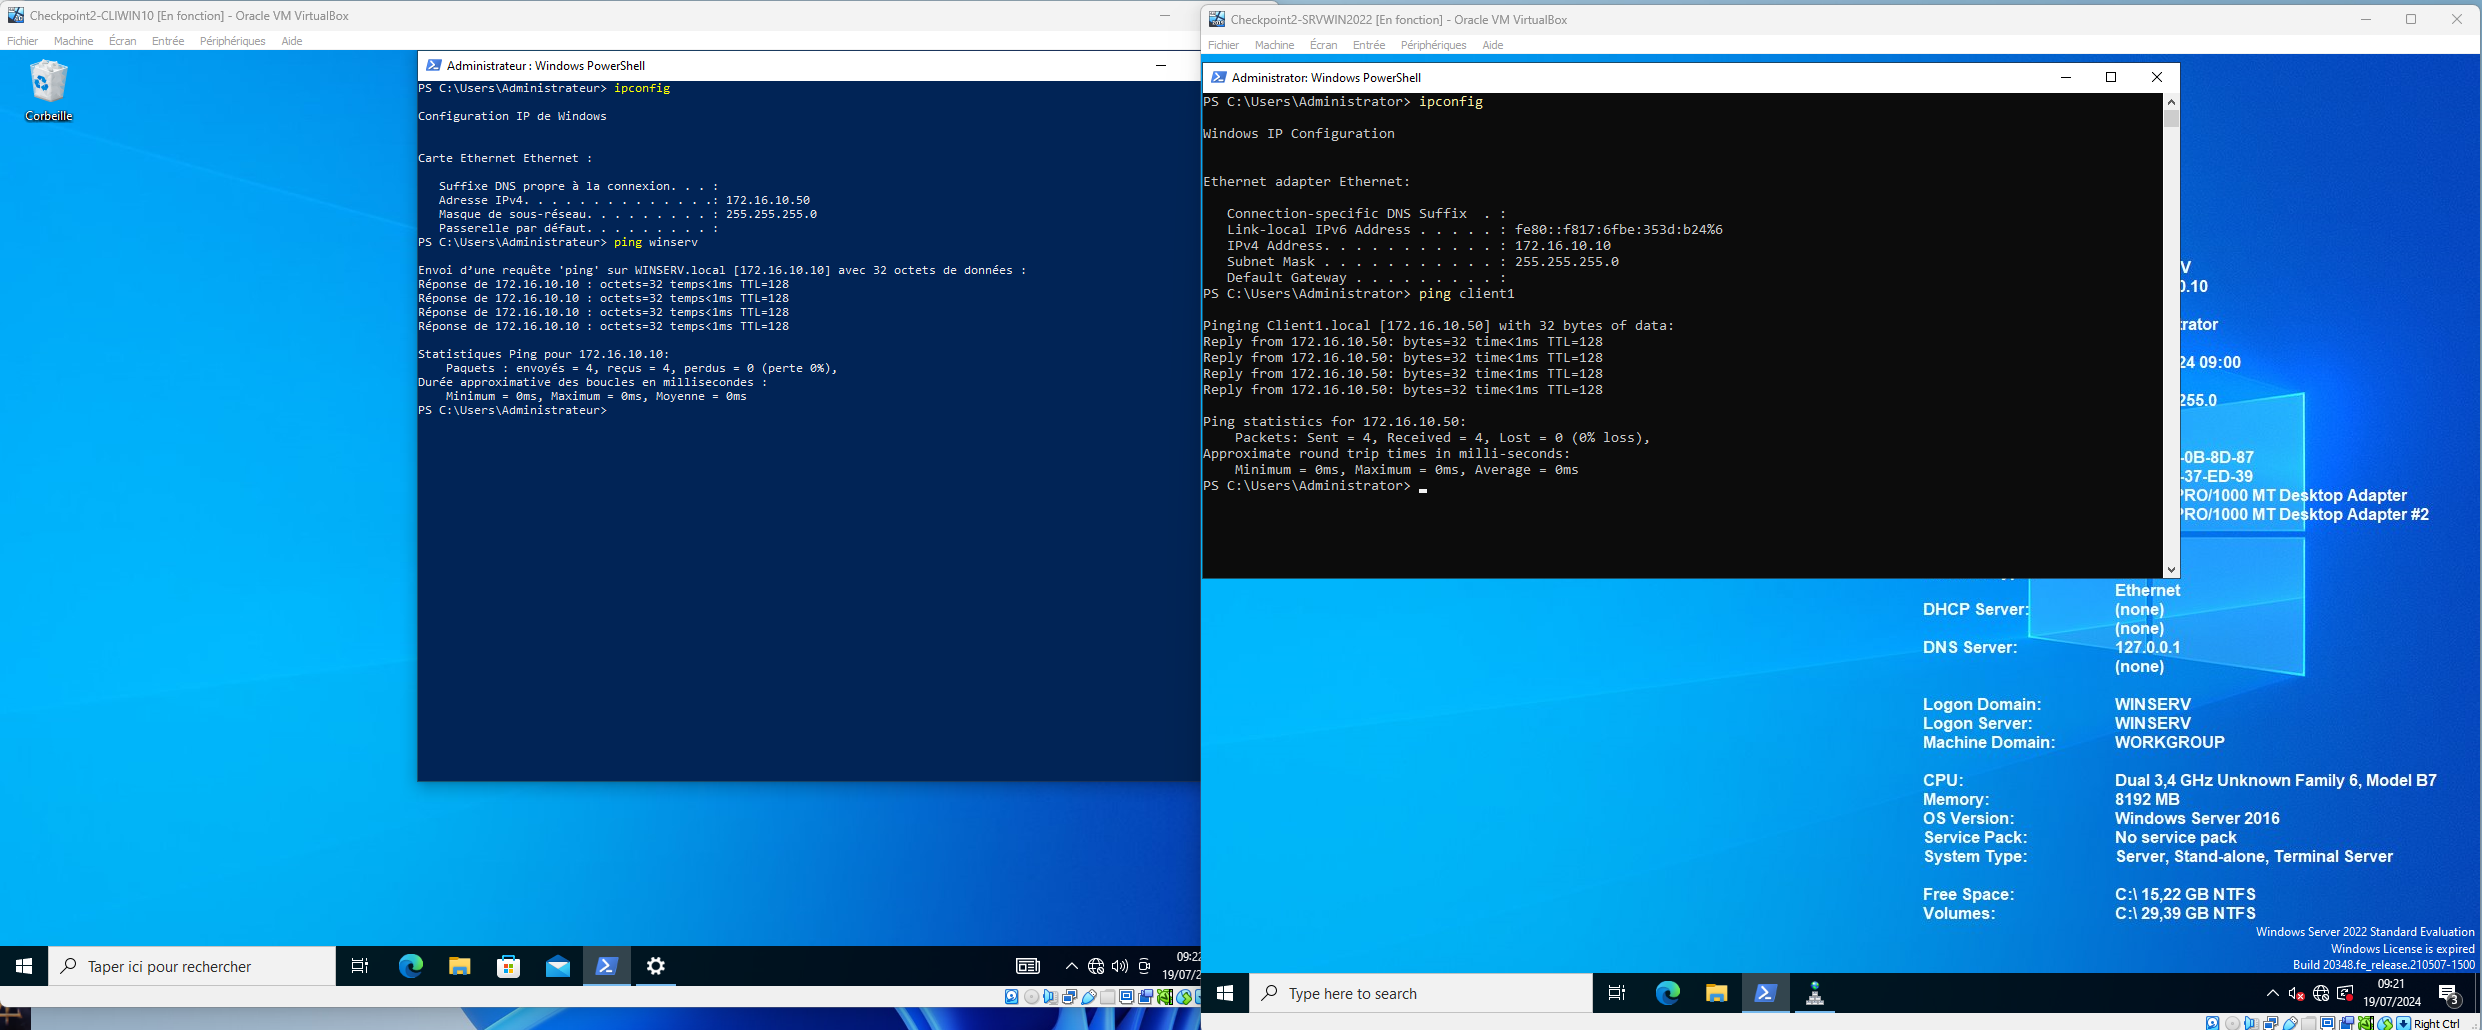 Checkpoint2-CLIWIN10 [En fonction] - Oracle VM VirtualBox
Fichier Machine Écran Entrée Périphériques Aide
Corbeille
Administrateur : Windows PowerShell
PS C:\Users\Administrateur> ipconfig
Configuration IP de Windows
Carte Ethernet Ethernet :
Suffixe DNS propre à la connexion. . . :
Adresse IPv4. . . . . . . . . . . . . .: 172.16.10.50
Masque de sous-réseau. . . . . . . . . : 255.255.255.0
Passerelle par défaut. . . . . . . . . :
PS C:\Users\Administrateur> ping winserv
Envoi d’une requête 'ping' sur WINSERV.local [172.16.10.10] avec 32 octets de données :
Réponse de 172.16.10.10 : octets=32 temps<1ms TTL=128
Réponse de 172.16.10.10 : octets=32 temps<1ms TTL=128
Réponse de 172.16.10.10 : octets=32 temps<1ms TTL=128
Réponse de 172.16.10.10 : octets=32 temps<1ms TTL=128
Statistiques Ping pour 172.16.10.10:
Paquets : envoyés = 4, reçus = 4, perdus = 0 (perte 0%),
Durée approximative des boucles en millisecondes :
Minimum = 0ms, Maximum = 0ms, Moyenne = 0ms
PS C:\Users\Administrateur>
Taper ici pour rechercher
09:22
19/07/2
Checkpoint2-SRVWIN2022 [En fonction] - Oracle VM VirtualBox
Fichier Machine Écran Entrée Périphériques Aide
Administrator: Windows PowerShell
PS C:\Users\Administrator> ipconfig
Windows IP Configuration
Ethernet adapter Ethernet:
Connection-specific DNS Suffix  . :
Link-local IPv6 Address . . . . . : fe80::f817:6fbe:353d:b24%6
IPv4 Address. . . . . . . . . . . : 172.16.10.10
Subnet Mask . . . . . . . . . . . : 255.255.255.0
Default Gateway . . . . . . . . . :
PS C:\Users\Administrator> ping client1
Pinging Client1.local [172.16.10.50] with 32 bytes of data:
Reply from 172.16.10.50: bytes=32 time<1ms TTL=128
Reply from 172.16.10.50: bytes=32 time<1ms TTL=128
Reply from 172.16.10.50: bytes=32 time<1ms TTL=128
Reply from 172.16.10.50: bytes=32 time<1ms TTL=128
Ping statistics for 172.16.10.50:
Packets: Sent = 4, Received = 4, Lost = 0 (0% loss),
Approximate round trip times in milli-seconds:
Minimum = 0ms, Maximum = 0ms, Average = 0ms
PS C:\Users\Administrator>
V
0.10
trator
24 09:00
255.0
-0B-8D-87
-37-ED-39
PRO/1000 MT Desktop Adapter
PRO/1000 MT Desktop Adapter #2
Ethernet
DHCP Server: (none)
(none)
DNS Server: 127.0.0.1
(none)
Logon Domain: WINSERV
Logon Server: WINSERV
Machine Domain: WORKGROUP
CPU: Dual 3,4 GHz Unknown Family 6, Model B7
Memory: 8192 MB
OS Version: Windows Server 2016
Service Pack: No service pack
System Type: Server, Stand-alone, Terminal Server
Free Space: C:\ 15,22 GB NTFS
Volumes: C:\ 29,39 GB NTFS
Windows Server 2022 Standard Evaluation
Windows License is expired
Build 20348.fe_release.210507-1500
Type here to search
09:21
19/07/2024
3
Right Ctrl